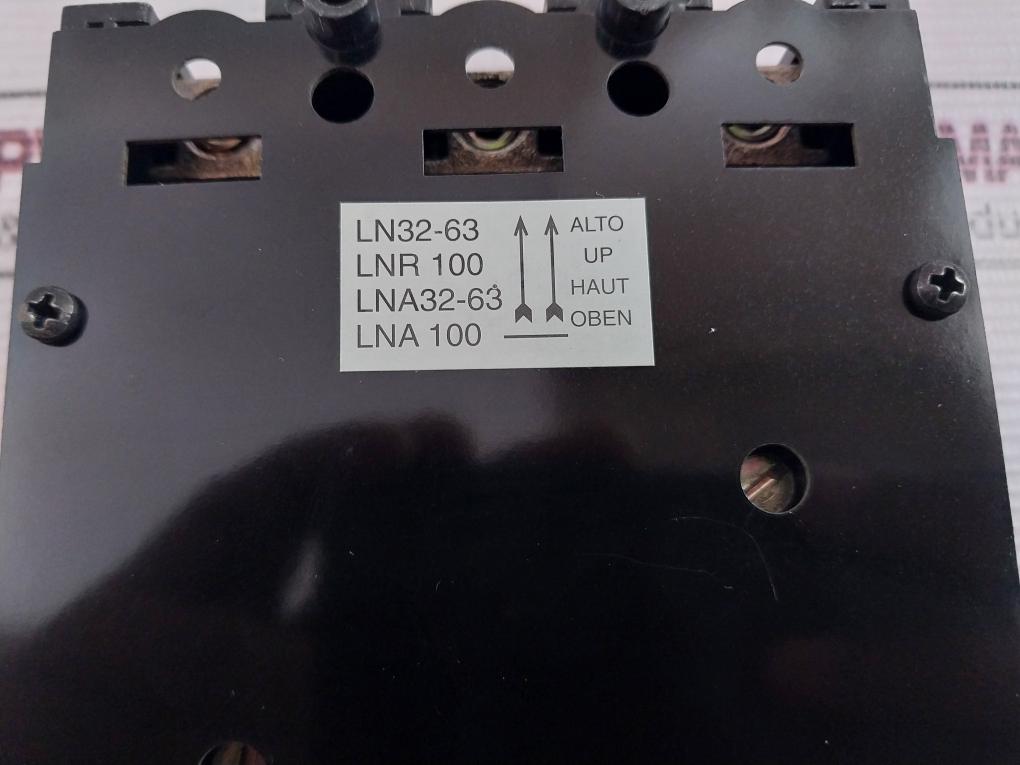 LN32-63
LNR 100
LNA32-63
LNA 100
ALTO
UP
HAUT
OBEN